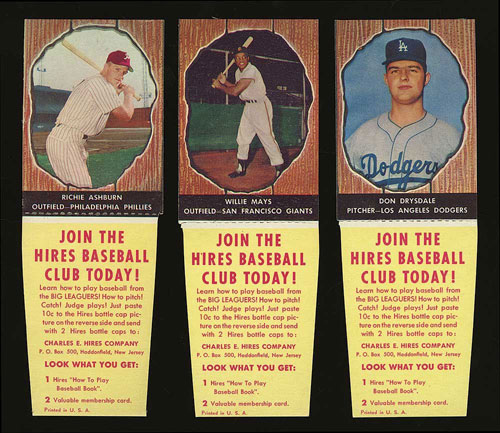 RICHIE ASHBURN
OUTFIELD—PHILADELPHIA PHILLIES
JOIN THE
HIRES BASEBALL
CLUB TODAY!
Learn how to play baseball from
the BIG LEAGUERS! How to pitch!
Catch! Judge plays! Just paste
10c to the Hires bottle cap pic-
ture on the reverse side and send
with 2 Hires bottle caps to:
CHARLES E. HIRES COMPANY
P. O. Box 500, Haddonfield, New Jersey
LOOK WHAT YOU GET:
1 Hires "How To Play
Baseball Book".
2 Valuable membership card.
Printed in U. S. A.
WILLIE MAYS
OUTFIELD—SAN FRANCISCO GIANTS
JOIN THE
HIRES BASEBALL
CLUB TODAY!
Learn how to play baseball from
the BIG LEAGUERS! How to pitch!
Catch! Judge plays! Just paste
10c to the Hires bottle cap pic-
ture on the reverse side and send
with 2 Hires bottle caps to:
CHARLES E. HIRES COMPANY
P. O. Box 500, Haddonfield, New Jersey
LOOK WHAT YOU GET:
1 Hires "How To Play
Baseball Book".
2 Valuable membership card.
Printed in U. S. A.
LA
Dodgers
DON DRYSDALE
PITCHER—LOS ANGELES DODGERS
JOIN THE
HIRES BASEBALL
CLUB TODAY!
Learn how to play baseball from
the BIG LEAGUERS! How to pitch!
Catch! Judge plays! Just paste
10c to the Hires bottle cap pic-
ture on the reverse side and send
with 2 Hires bottle caps to:
CHARLES E. HIRES COMPANY
P. O. Box 500, Haddonfield, New Jersey
LOOK WHAT YOU GET:
1 Hires "How To Play
Baseball Book".
2 Valuable membership card.
Printed in U. S. A.